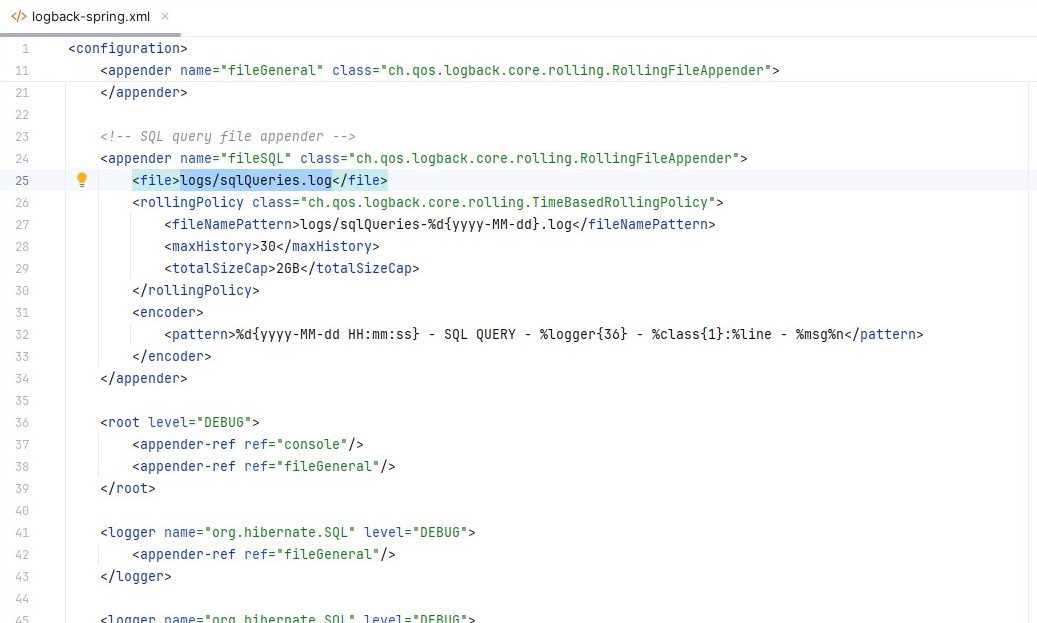 </> logback-spring.xml ×
1 <configuration>
11 <appender name="fileGeneral" class="ch.qos.logback.core.rolling.RollingFileAppender">
21 </appender>
22
23 <!-- SQL query file appender -->
24 <appender name="fileSQL" class="ch.qos.logback.core.rolling.RollingFileAppender">
25 <file>logs/sqlQueries.log</file>
26 <rollingPolicy class="ch.qos.logback.core.rolling.TimeBasedRollingPolicy">
27 <fileNamePattern>logs/sqlQueries-%d{yyyy-MM-dd}.log</fileNamePattern>
28 <maxHistory>30</maxHistory>
29 <totalSizeCap>2GB</totalSizeCap>
30 </rollingPolicy>
31 <encoder>
32 <pattern>%d{yyyy-MM-dd HH:mm:ss} - SQL QUERY - %logger{36} - %class{1}:%line - %msg%n</pattern>
33 </encoder>
34 </appender>
35
36 <root level="DEBUG">
37 <appender-ref ref="console"/>
38 <appender-ref ref="fileGeneral"/>
39 </root>
40
41 <logger name="org.hibernate.SQL" level="DEBUG">
42 <appender-ref ref="fileGeneral"/>
43 </logger>
44
45 <logger name="org.hibernate.SQL" level="DEBUG">